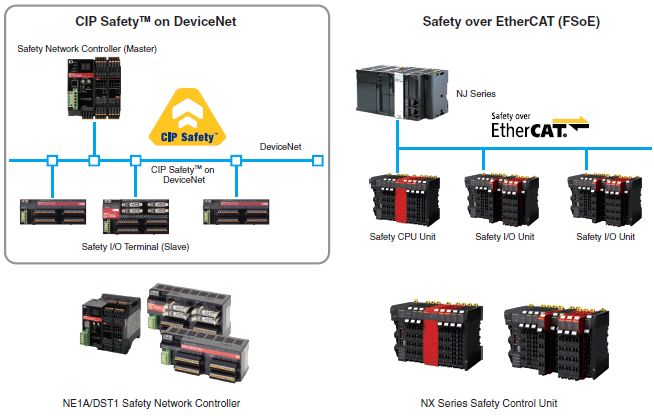 CIP Safety™ on DeviceNet
Safety Network Controller (Master)
CIP Safety™
DeviceNet
CIP Safety™ on
DeviceNet
Safety I/O Terminal (Slave)
NE1A/DST1 Safety Network Controller
Safety over EtherCAT (FSoE)
NJ Series
Safety over
EtherCAT®
Safety CPU Unit
Safety I/O Unit
Safety I/O Unit
NX Series Safety Control Unit